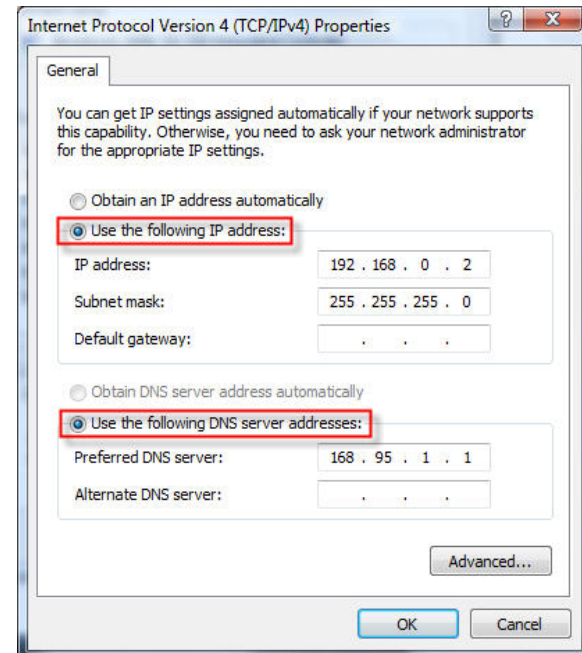 Internet Protocol Version 4 (TCP/IPv4) Properties
General
You can get IP settings assigned automatically if your network supports
this capability. Otherwise, you need to ask your network administrator
for the appropriate IP settings.
Obtain an IP address automatically
Use the following IP address:
IP address: 192 . 168 . 0 . 2
Subnet mask: 255 . 255 . 255 . 0
Default gateway: . . .
Obtain DNS server address automatically
Use the following DNS server addresses:
Preferred DNS server: 168 . 95 . 1 . 1
Alternate DNS server: . . .
Advanced...
OK Cancel